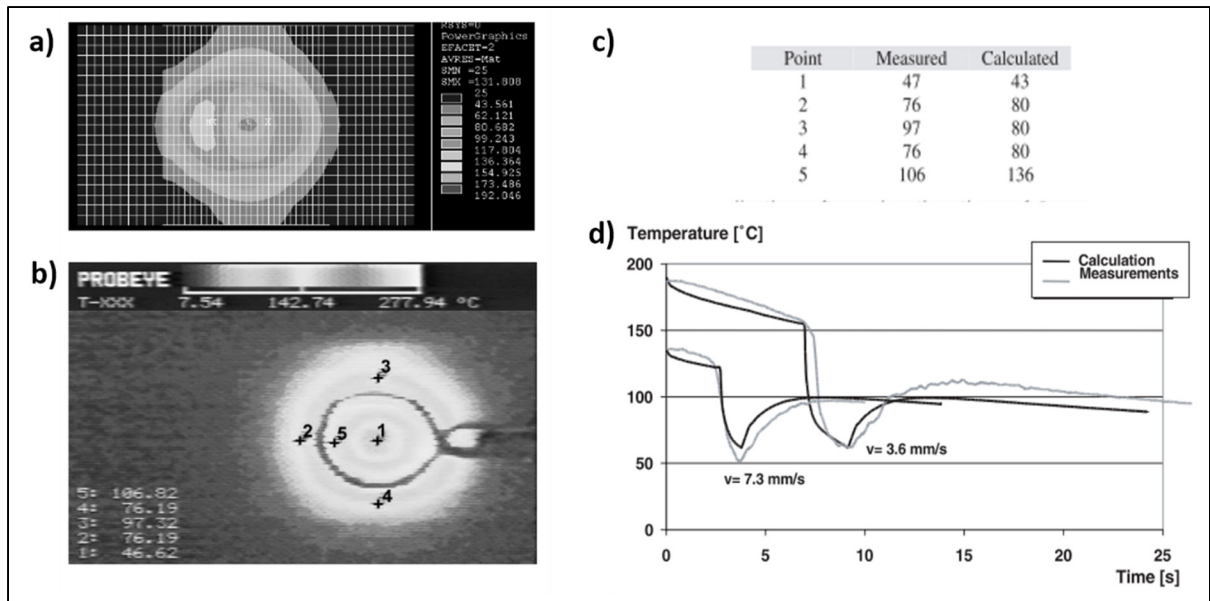 a)
RSYS=0
PowerGraphics
EFACET=2
AVRES=Mat
SMN =25
SMX =131.808
25
43.561
62.121
80.682
99.243
117.804
136.364
154.925
173.486
192.046
b)
PROBEYE
T-XXX 7.54 142.74 277.94 °C
3
2
5
1
4
5: 106.82
4: 76.19
3: 97.32
2: 76.19
1: 46.62
c)
Point Measured Calculated
1 47 43
2 76 80
3 97 80
4 76 80
5 106 136
d)
Temperature [°C]
Calculation
Measurements
200
150
100
50
0
v= 3.6 mm/s
v= 7.3 mm/s
0 5 10 15 20 25
Time [s]